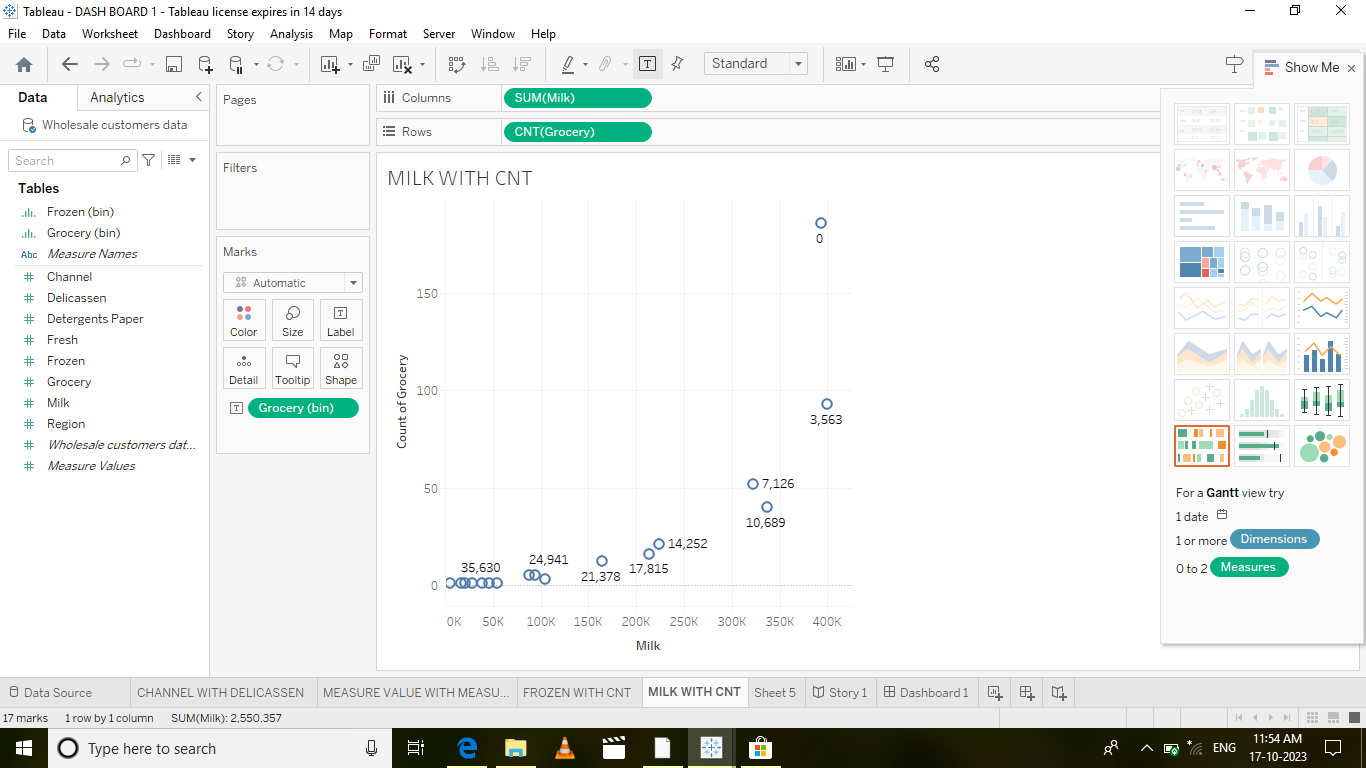 Tableau - DASH BOARD 1 - Tableau license expires in 14 days
File Data Worksheet Dashboard Story Analysis Map Format Server Window Help
Standard
Show Me
Data Analytics
Wholesale customers data
Search
Tables
Frozen (bin)
Grocery (bin)
Abc Measure Names
Channel
Delicassen
Detergents Paper
Fresh
Frozen
Grocery
Milk
Region
Wholesale customers dat...
Measure Values
Pages
Filters
Marks
Automatic
Color Size Label
Detail Tooltip Shape
Grocery (bin)
Columns SUM(Milk)
Rows CNT(Grocery)
MILK WITH CNT
Count of Grocery
150
100
50
0
0
3,563
7,126
10,689
14,252
17,815
21,378
24,941
35,630
0K 50K 100K 150K 200K 250K 300K 350K 400K
Milk
For a Gantt view try
1 date
1 or more Dimensions
0 to 2 Measures
Data Source CHANNEL WITH DELICASSEN MEASURE VALUE WITH MEASU... FROZEN WITH CNT MILK WITH CNT Sheet 5 Story 1 Dashboard 1
17 marks 1 row by 1 column SUM(Milk): 2,550,357
Type here to search
ENG
11:54 AM
17-10-2023